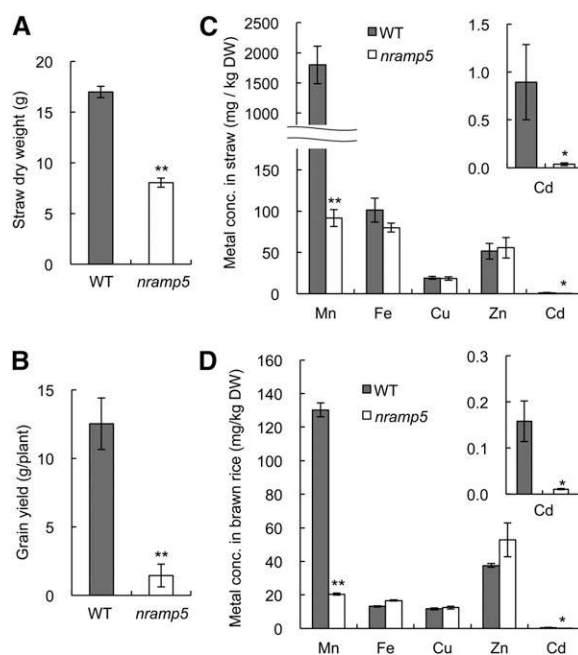 A
Straw dry weight (g)
20
15
10
5
0
**
WT
nramp5
B
Grain yield (g/plant)
15
10
5
0
**
WT
nramp5
C
Metal conc. in straw (mg / kg DW)
2500
2000
1500
1000
150
100
50
0
WT
nramp5
**
*
Mn
Fe
Cu
Zn
Cd
1.0
0.5
0.0
*
Cd
D
Metal conc. in brawn rice (mg/kg DW)
160
140
120
100
80
60
40
20
0
WT
nramp5
**
*
Mn
Fe
Cu
Zn
Cd
0.3
0.2
0.1
0.0
*
Cd